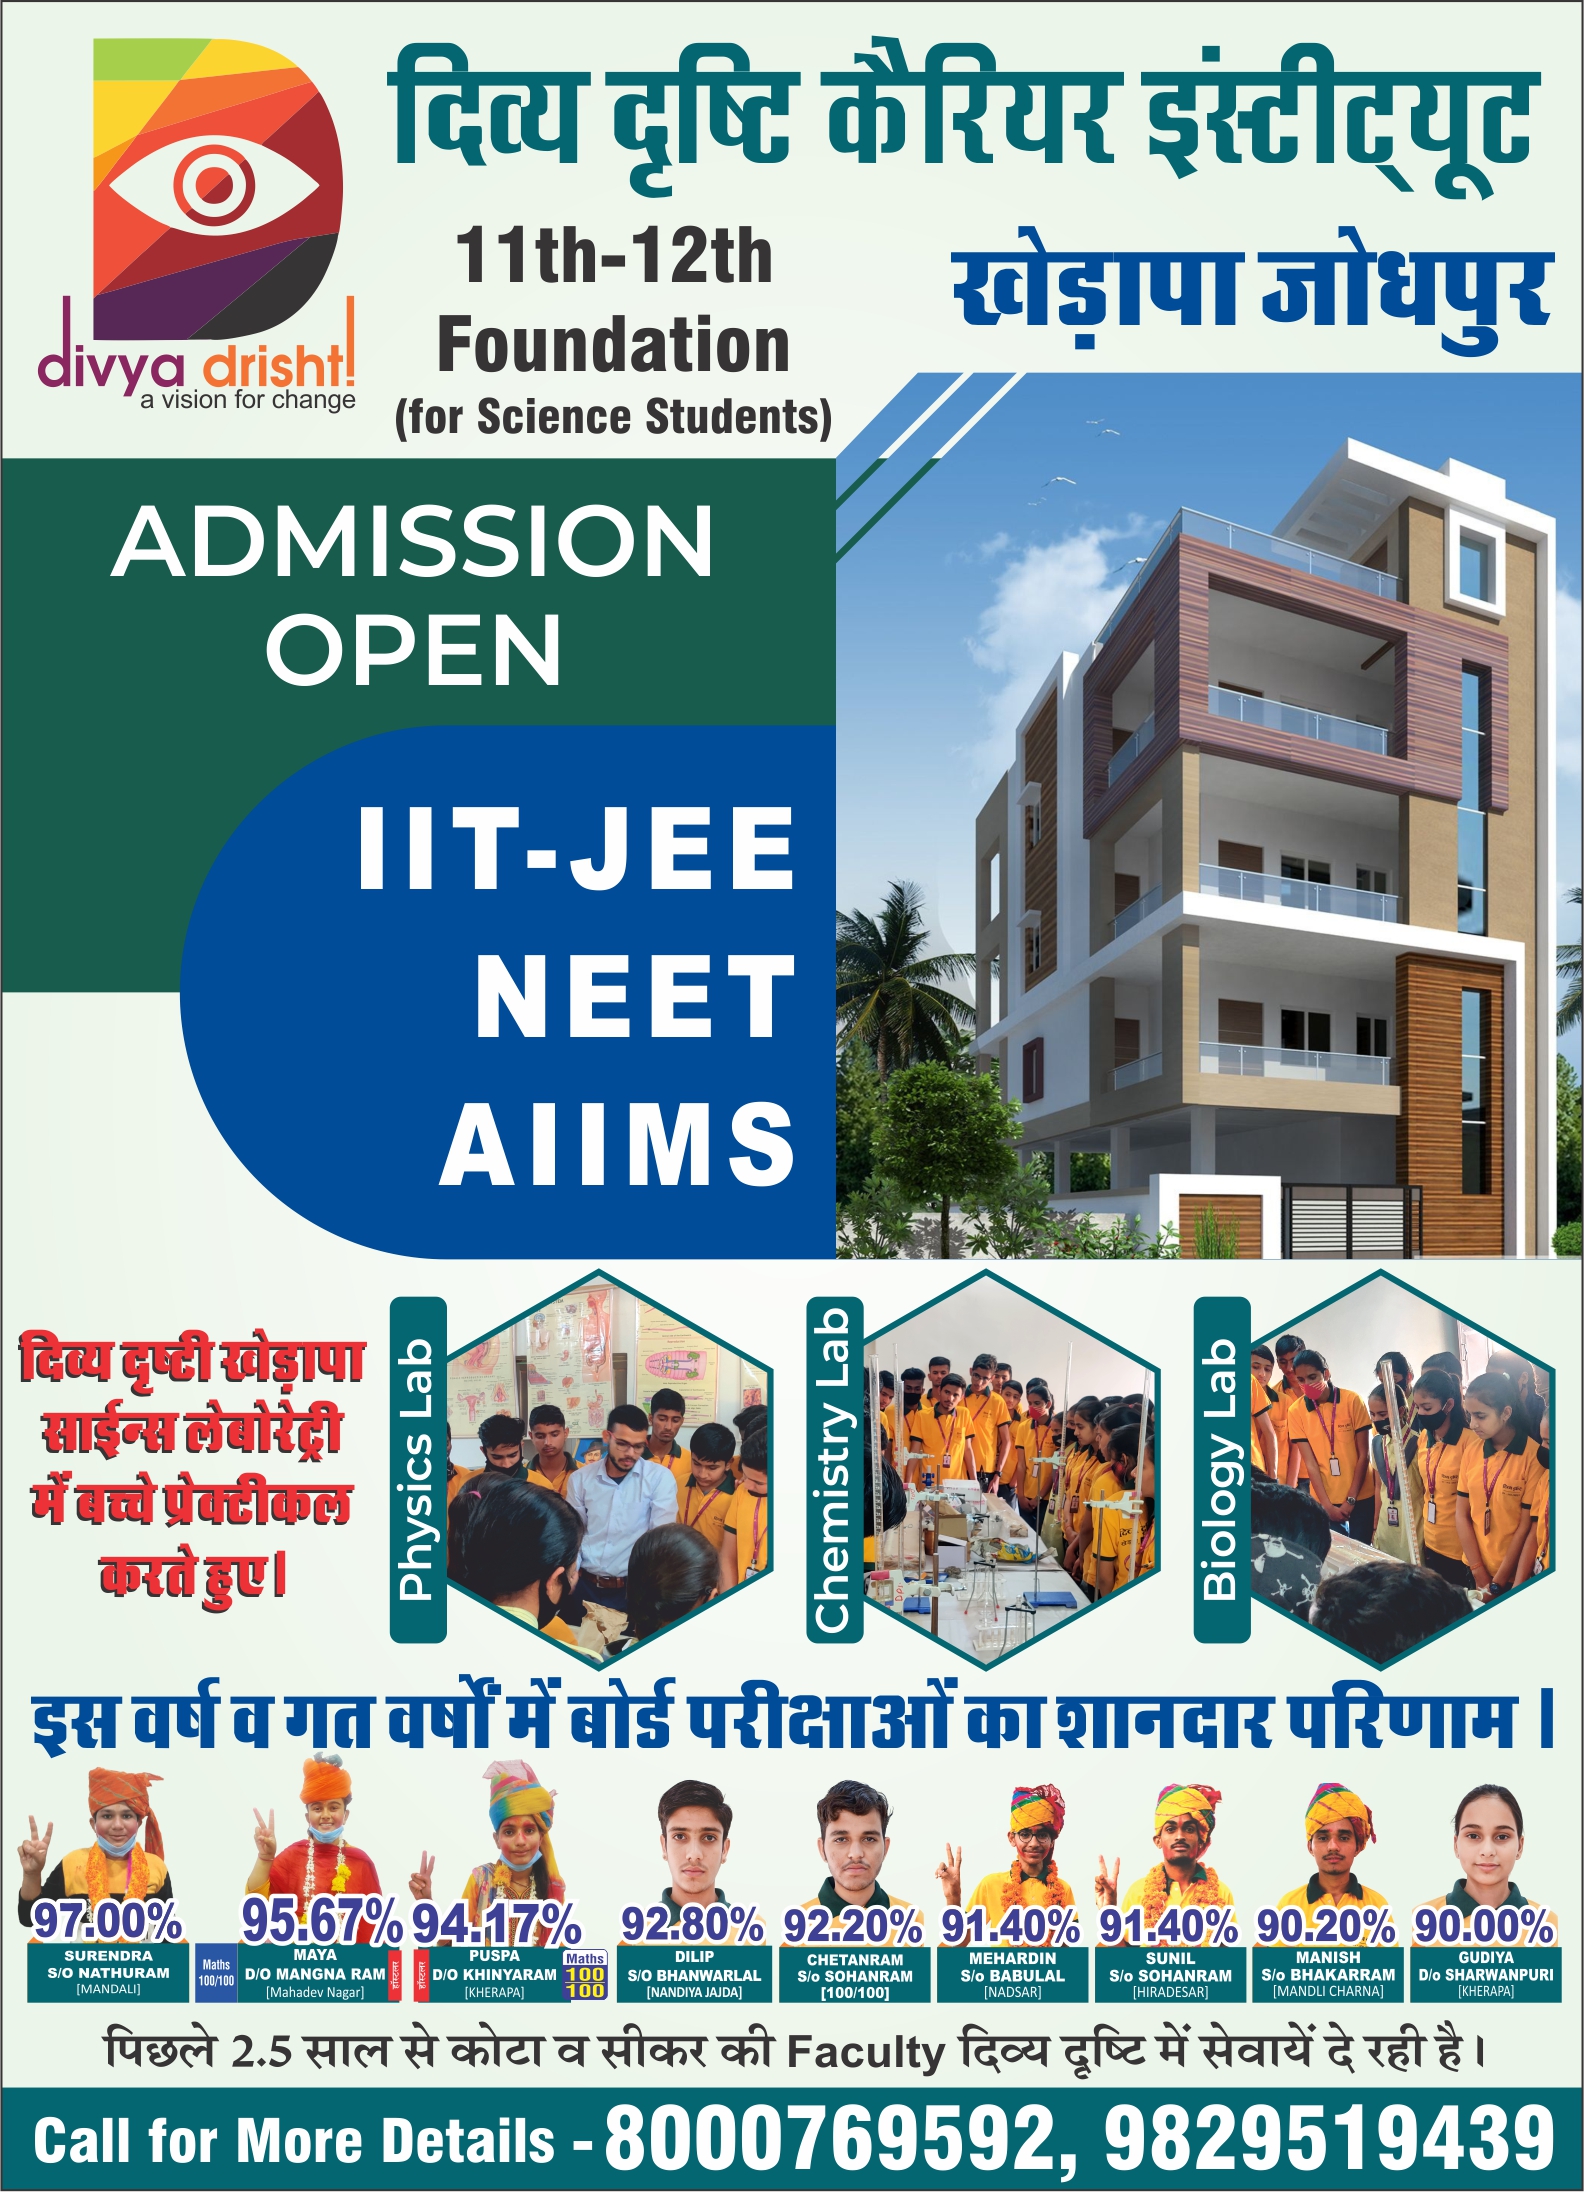 दिव्य दृष्टि कैरियर इंस्टीट्यूट
खेड़ापा जोधपुर
divya drishti
a vision for change
11th-12th
Foundation
(for Science Students)
ADMISSION
OPEN
IIT-JEE
NEET
AIIMS
दिव्य दृष्टी खेड़ापा
साईन्स लेबोरेट्री
में बच्चे प्रेक्टीकल
करते हुए।
Physics Lab
Chemistry Lab
Biology Lab
इस वर्ष व गत वर्षों में बोर्ड परीक्षाओं का शानदार परिणाम ।
97.00%
SURENDRA
S/O NATHURAM
[MANDALI]
Maths
100/100
95.67%
MAYA
D/O MANGNA RAM
[Mahadev Nagar]
हॉस्टलर
हॉस्टलर
94.17%
PUSPA
D/O KHINYARAM
[KHERAPA]
Maths
100
100
92.80%
DILIP
S/O BHANWARLAL
[NANDIYA JAJDA]
92.20%
CHETANRAM
S/o SOHANRAM
[100/100]
91.40%
MEHARDIN
S/o BABULAL
[NADSAR]
91.40%
SUNIL
S/o SOHANRAM
[HIRADESAR]
90.20%
MANISH
S/o BHAKARRAM
[MANDLI CHARNA]
90.00%
GUDIYA
D/o SHARWANPURI
[KHERAPA]
पिछले 2.5 साल से कोटा व सीकर की Faculty दिव्य दृष्टि में सेवायें दे रही है।
Call for More Details - 8000769592, 9829519439